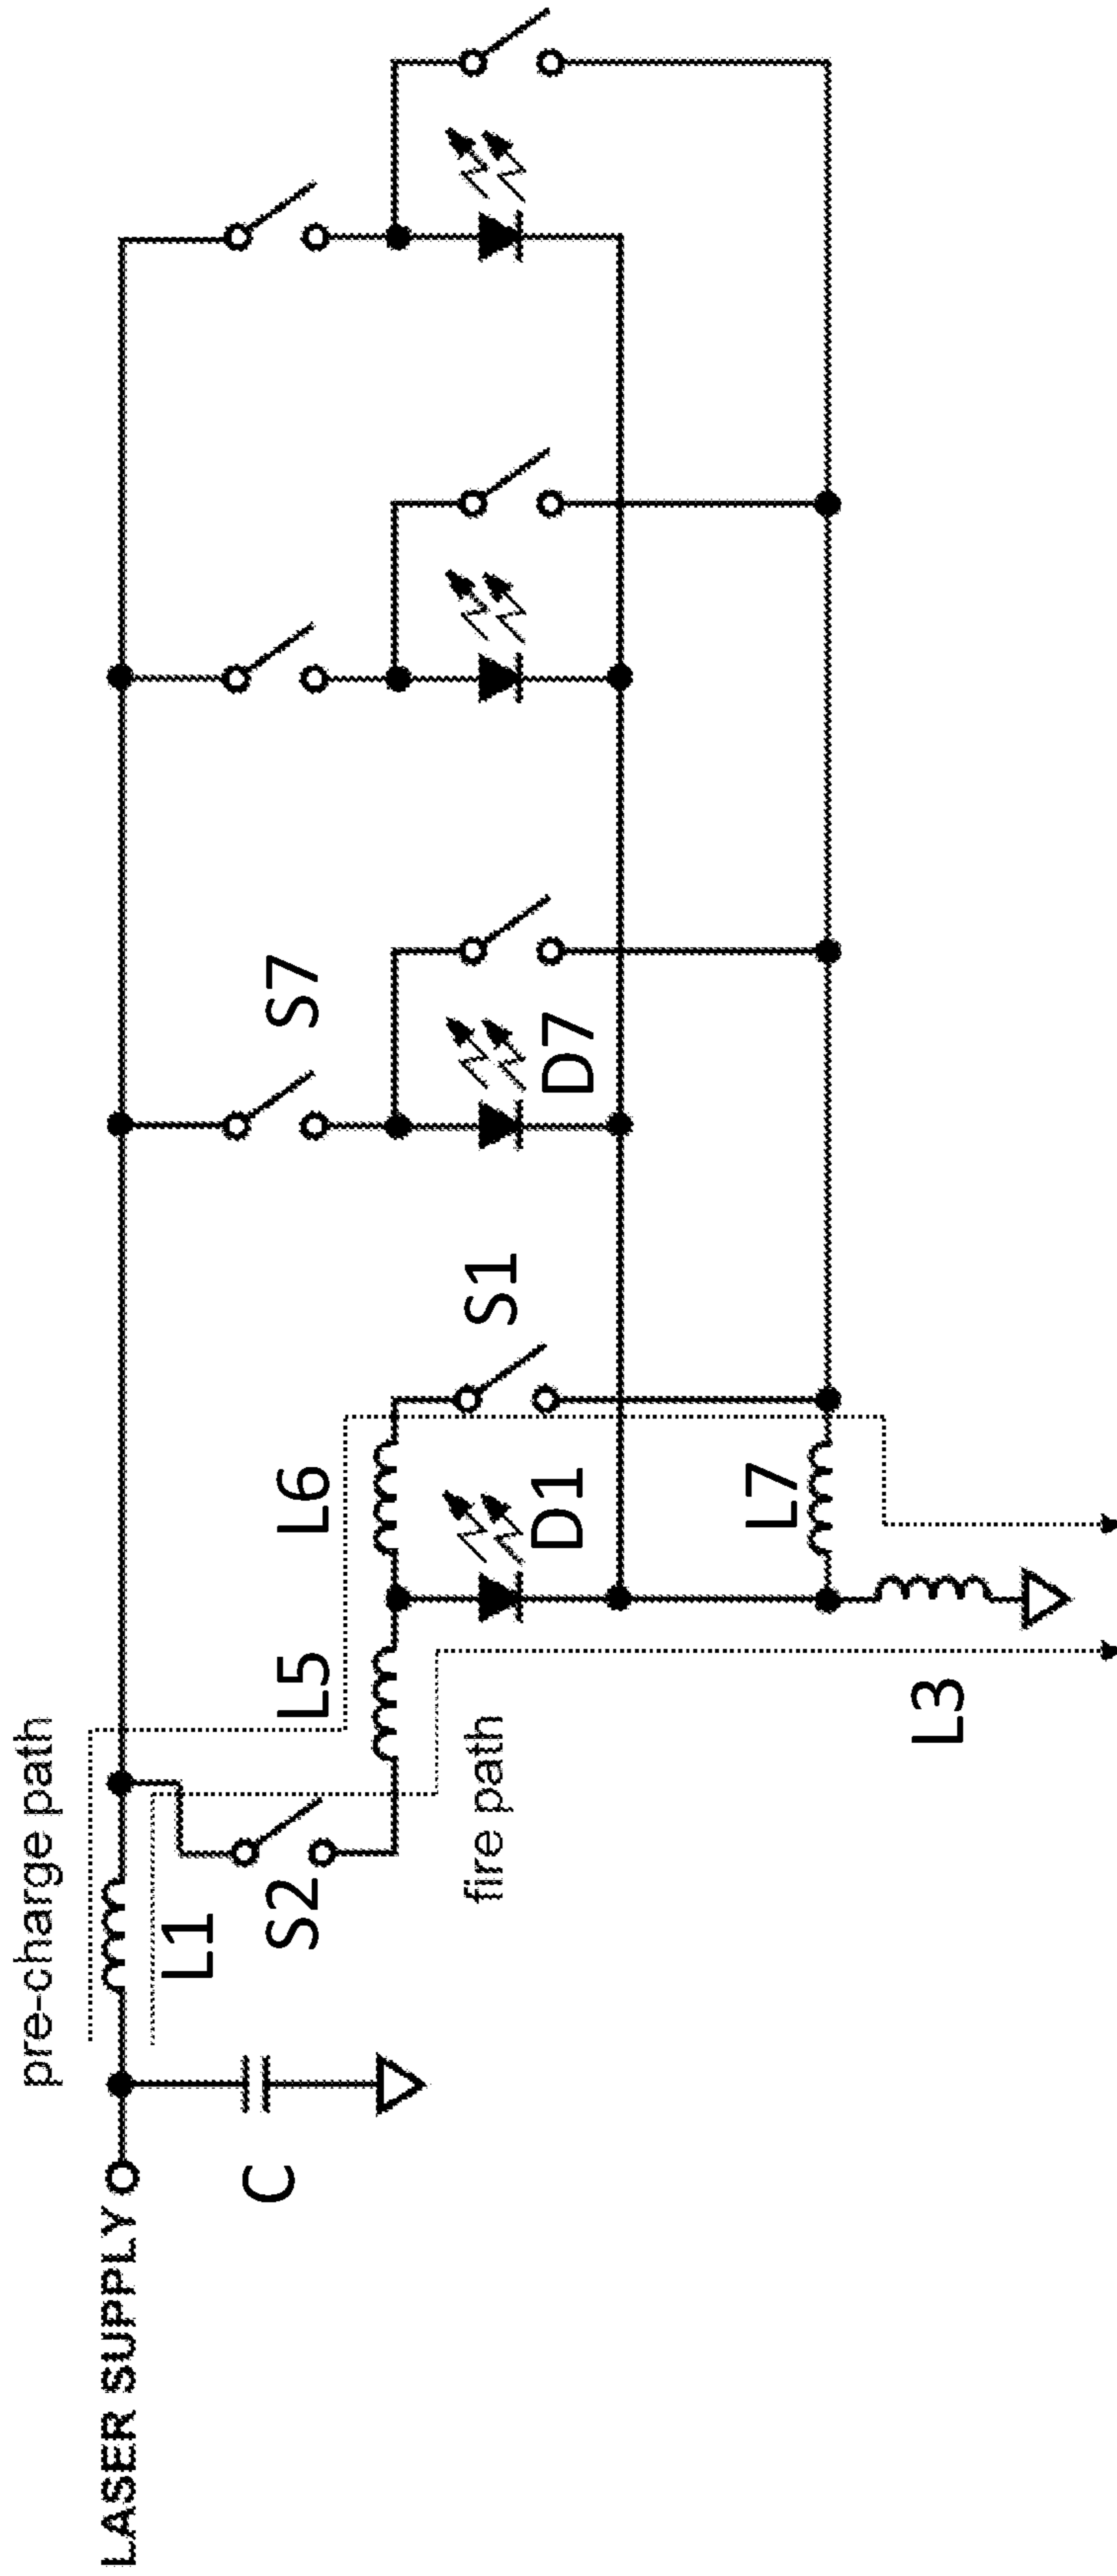 pre-charge path
LASER SUPPLY
L1
C
S2
L5
L6
fire path
D1
S1
S7
D7
L7
L3